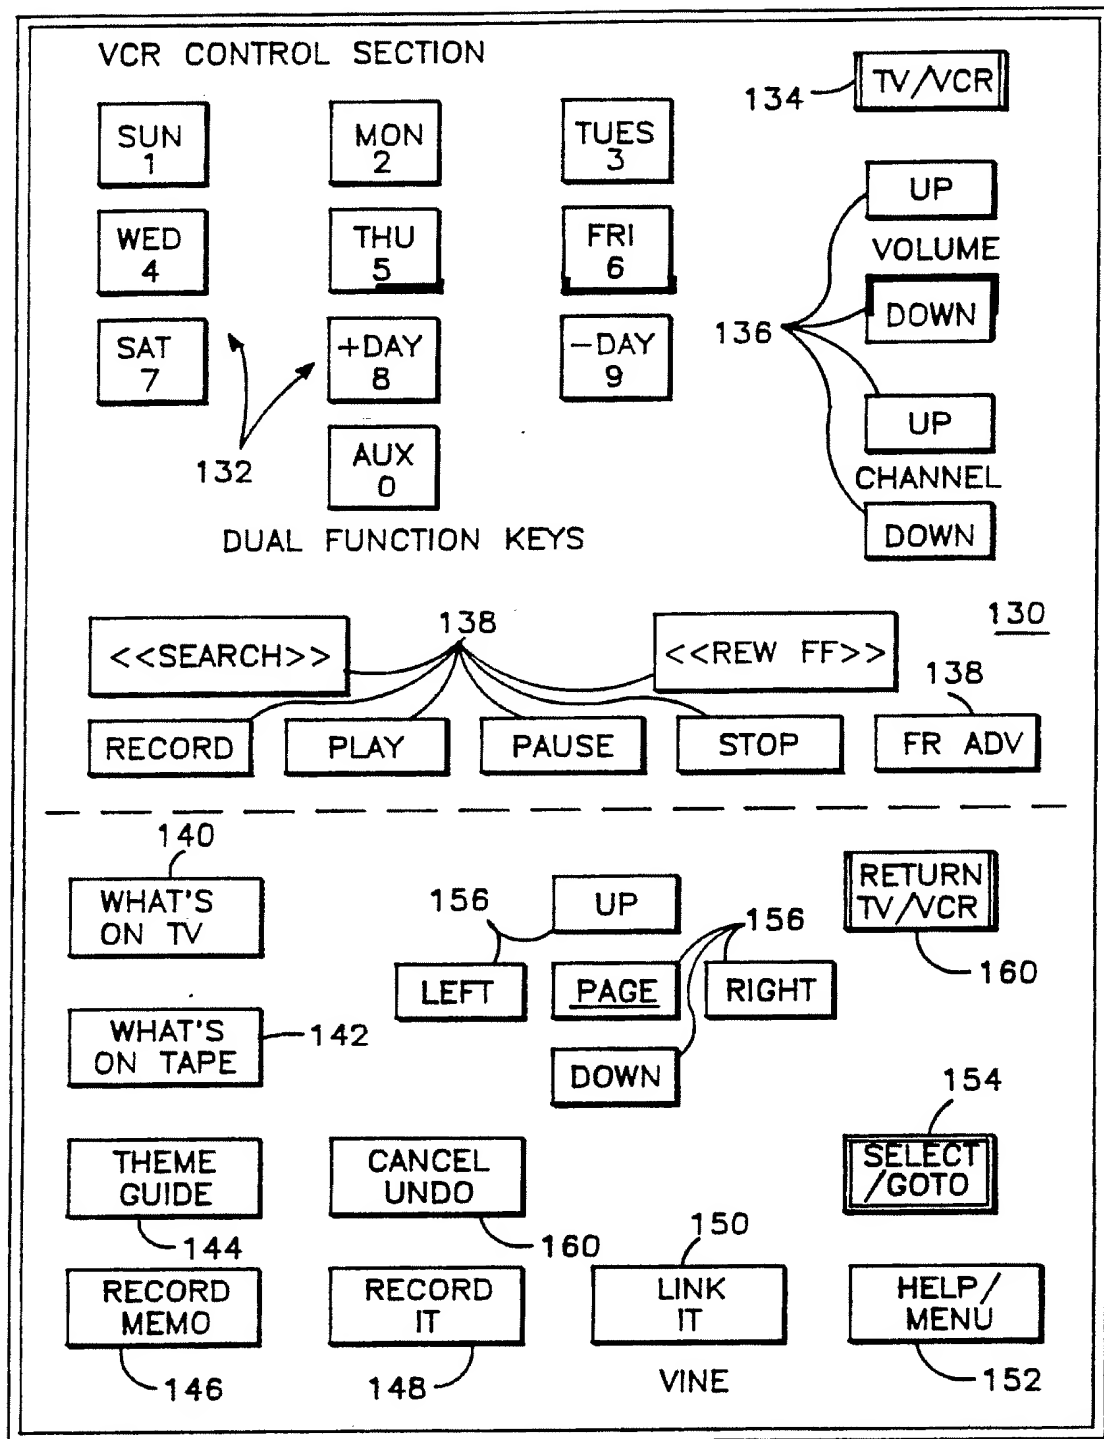 VCR CONTROL SECTION
134
TV/VCR
SUN
1
MON
2
TUES
3
UP
VOLUME
DOWN
WED
4
THU
5
FRI
6
136
SAT
7
+DAY
8
-DAY
9
UP
CHANNEL
DOWN
132
AUX
0
DUAL FUNCTION KEYS
130
<<SEARCH>>
138
<<REW FF>>
138
RECORD
PLAY
PAUSE
STOP
FR ADV
140
WHAT'S
ON TV
156
UP
156
RETURN
TV/VCR
160
LEFT
PAGE
RIGHT
WHAT'S
ON TAPE
142
DOWN
154
THEME
GUIDE
144
CANCEL
UNDO
160
SELECT
/GOTO
150
RECORD
MEMO
146
RECORD
IT
148
LINK
IT
VINE
HELP/
MENU
152